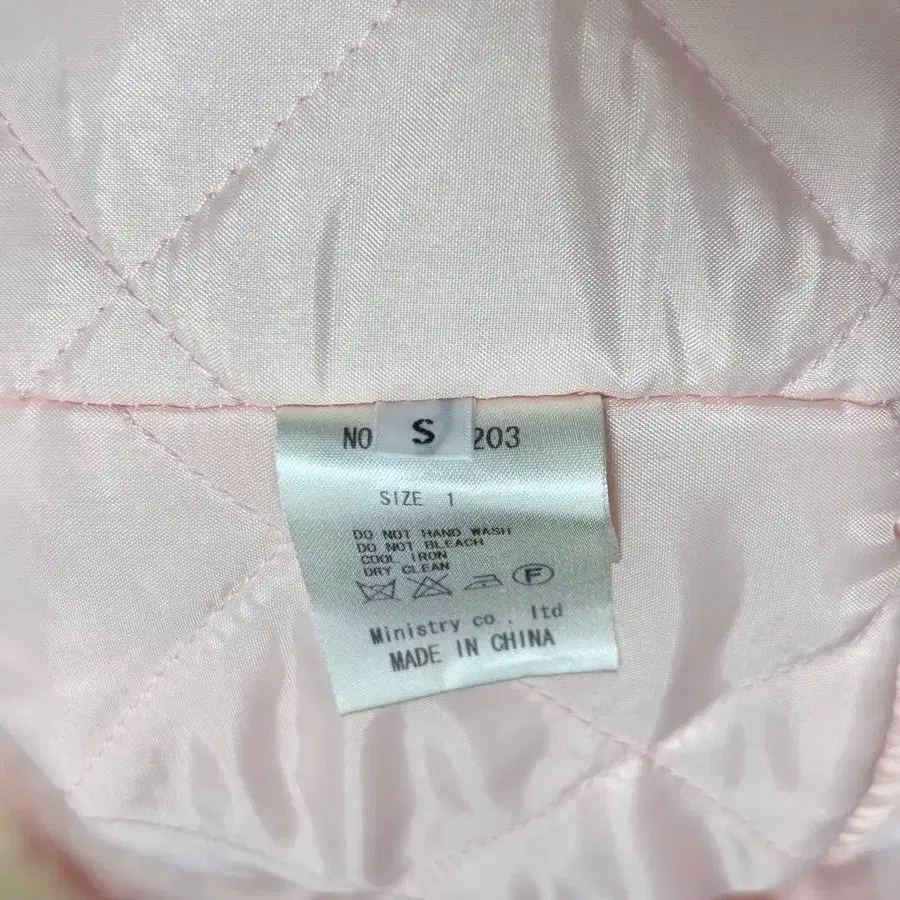 NO S 203
SIZE 1
DO NOT HAND WASH
DO NOT BLEACH
COOL IRON
DRY CLEAN
F
Ministry co., ltd
MADE IN CHINA